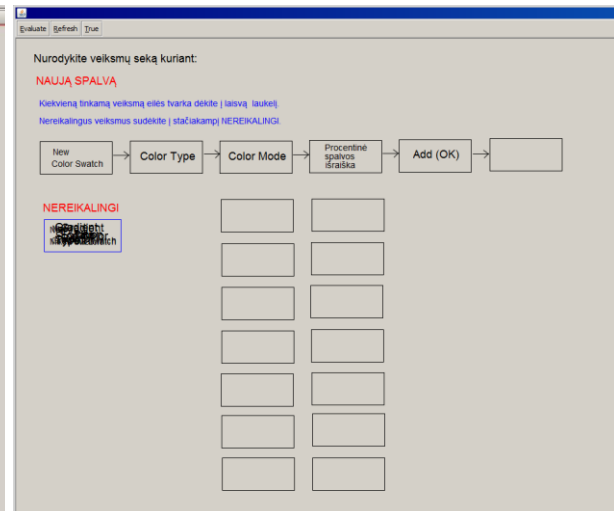 Evaluate Refresh True
Nurodykite veiksmų seką kuriant:
NAUJĄ SPALVĄ
Kiekvieną tinkamą veiksmą eilės tvarka dėkite į laisvą laukelį.
Nereikalingus veiksmus sudėkite į stačiakampį NEREIKALINGI.
New
Color Swatch
Color Type
Color Mode
Procentinė
spalvos
išraiška
Add (OK)
NEREIKALINGI